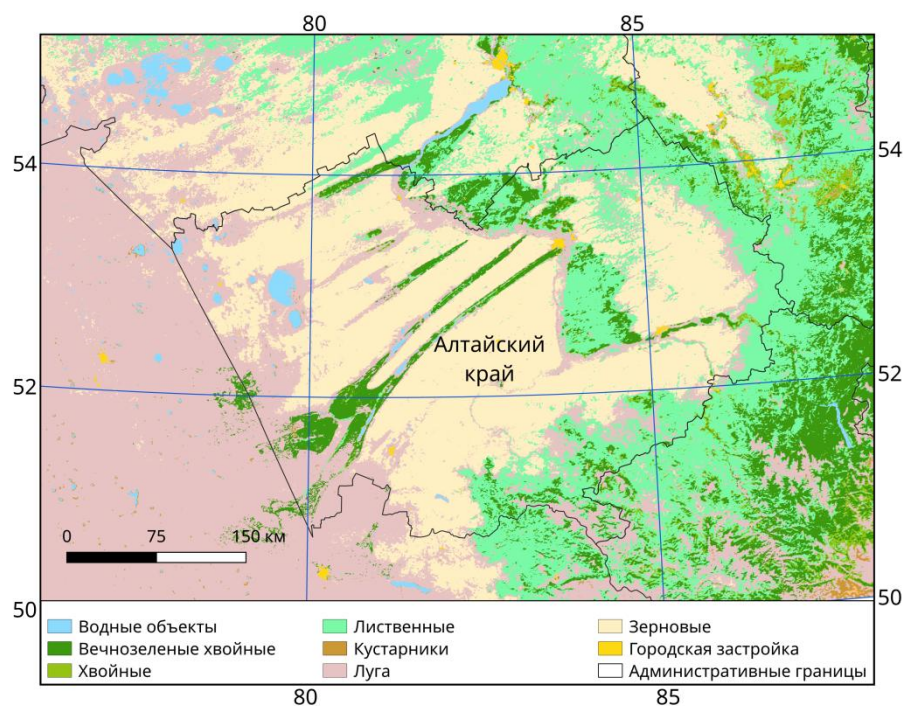 80 85
54 54
Алтайский
край
52 52
0 75 150 км
50 50
Водные объекты Лиственные Зерновые
Вечнозеленые хвойные Кустарники Городская застройка
Хвойные Луга Административные границы
80 85